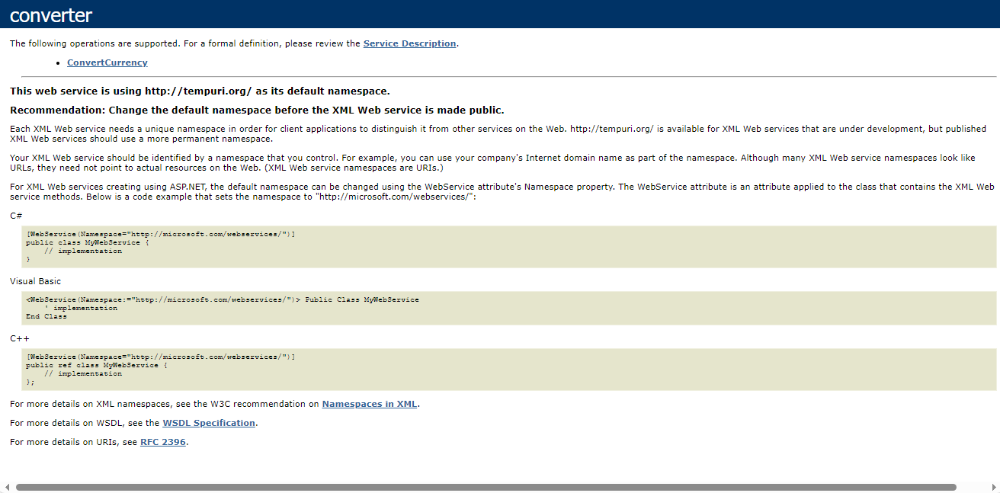 converter
The following operations are supported. For a formal definition, please review the Service Description.
• ConvertCurrency
This web service is using http://tempuri.org/ as its default namespace.
Recommendation: Change the default namespace before the XML Web service is made public.
Each XML Web service needs a unique namespace in order for client applications to distinguish it from other services on the Web. http://tempuri.org/ is available for XML Web services that are under development, but published
XML Web services should use a more permanent namespace.
Your XML Web service should be identified by a namespace that you control. For example, you can use your company's Internet domain name as part of the namespace. Although many XML Web service namespaces look like
URLs, they need not point to actual resources on the Web. (XML Web service namespaces are URIs.)
For XML Web services creating using ASP.NET, the default namespace can be changed using the WebService attribute's Namespace property. The WebService attribute is an attribute applied to the class that contains the XML Web
service methods. Below is a code example that sets the namespace to "http://microsoft.com/webservices/":
C#
[WebService(Namespace="http://microsoft.com/webservices/")]
public class MyWebService {
    // implementation
}
Visual Basic
<WebService(Namespace:="http://microsoft.com/webservices/")> Public Class MyWebService
    ' implementation
End Class
C++
[WebService(Namespace="http://microsoft.com/webservices/")]
public ref class MyWebService {
    // implementation
};
For more details on XML namespaces, see the W3C recommendation on Namespaces in XML.
For more details on WSDL, see the WSDL Specification.
For more details on URIs, see RFC 2396.